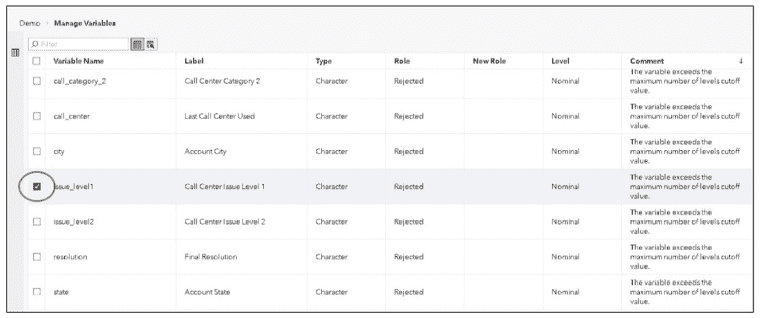 Demo > Manage Variables
Filter
Variable Name Label Type Role New Role Level Comment ↓
call_category_2 Call Center Category 2 Character Rejected Nominal The variable exceeds the
maximum number of levels cutoff
value.
call_center Last Call Center Used Character Rejected Nominal The variable exceeds the
maximum number of levels cutoff
value.
city Account City Character Rejected Nominal The variable exceeds the
maximum number of levels cutoff
value.
issue_level1 Call Center Issue Level 1 Character Rejected Nominal The variable exceeds the
maximum number of levels cutoff
value.
issue_level2 Call Center Issue Level 2 Character Rejected Nominal The variable exceeds the
maximum number of levels cutoff
value.
resolution Final Resolution Character Rejected Nominal The variable exceeds the
maximum number of levels cutoff
value.
state Account State Character Rejected Nominal The variable exceeds the
maximum number of levels cutoff
value.